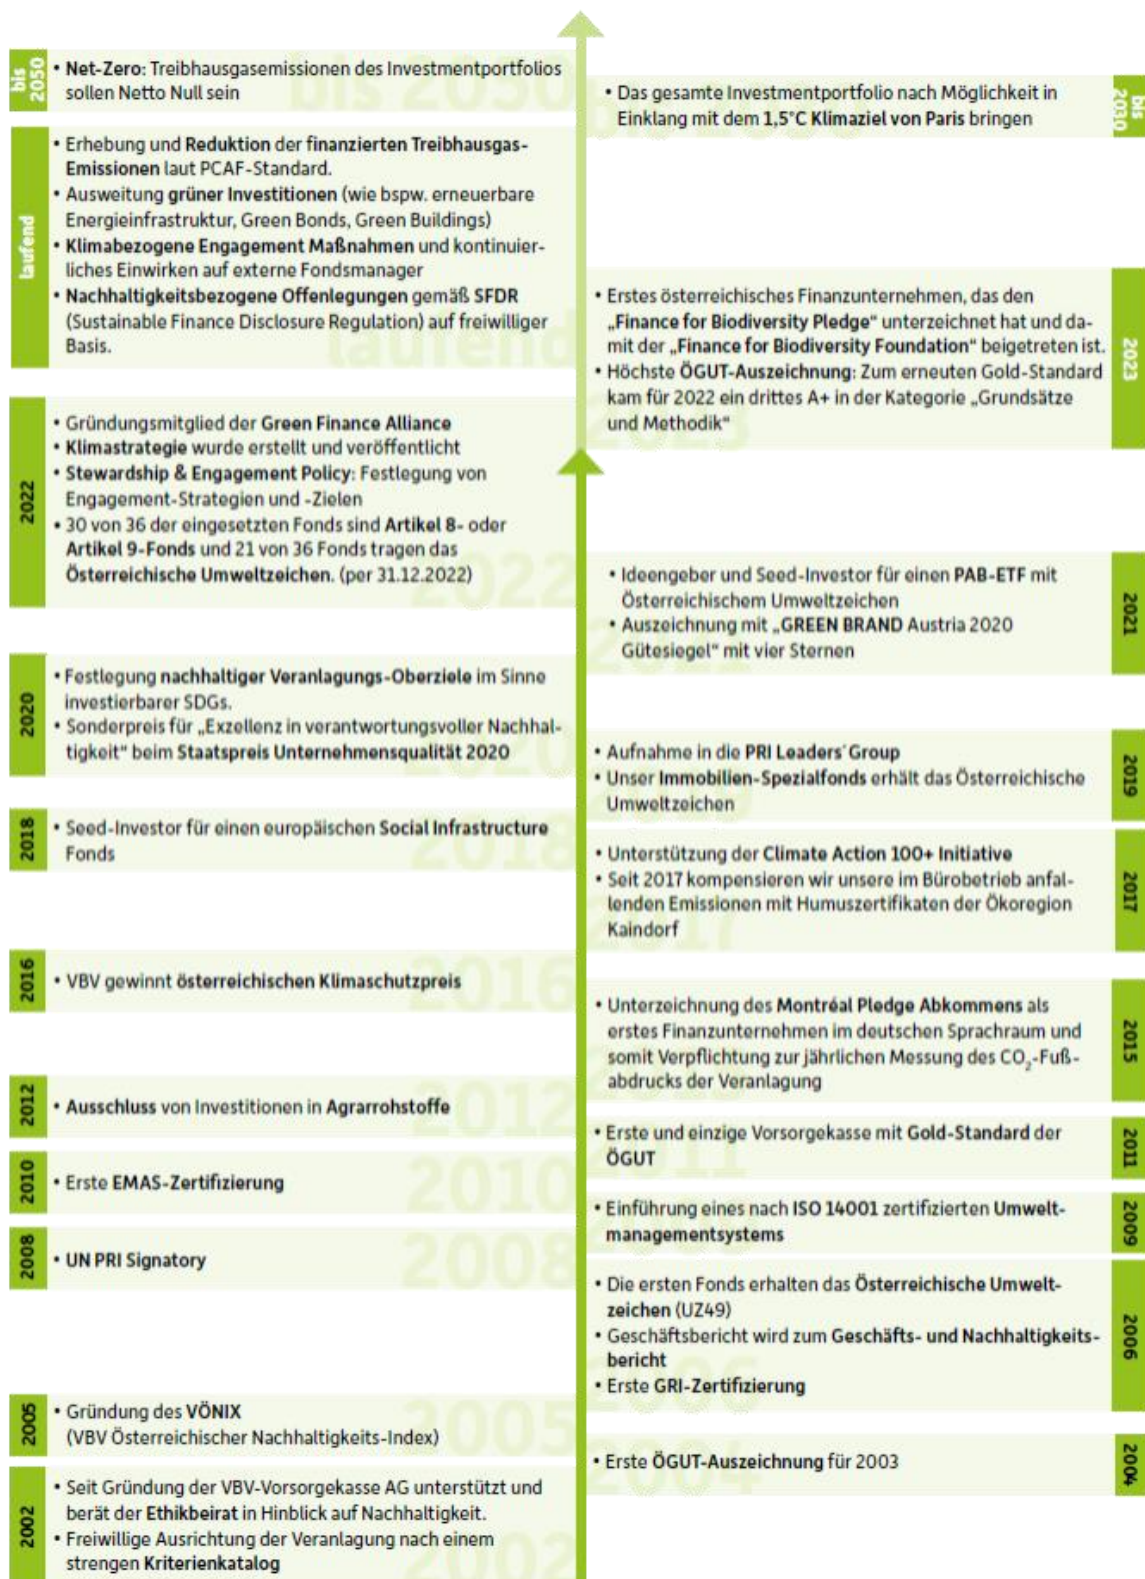 bis 2050
• Net-Zero: Treibhausgasemissionen des Investmentportfolios
sollen Netto Null sein
bis 2030
• Das gesamte Investmentportfolio nach Möglichkeit in
Einklang mit dem 1,5°C Klimaziel von Paris bringen
laufend
• Erhebung und Reduktion der finanzierten Treibhausgas-
Emissionen laut PCAF-Standard.
• Ausweitung grüner Investitionen (wie bspw. erneuerbare
Energieinfrastruktur, Green Bonds, Green Buildings)
• Klimabezogene Engagement Maßnahmen und kontinuier-
liches Einwirken auf externe Fondsmanager
• Nachhaltigkeitsbezogene Offenlegungen gemäß SFDR
(Sustainable Finance Disclosure Regulation) auf freiwilliger
Basis.
2023
• Erstes österreichisches Finanzunternehmen, das den
„Finance for Biodiversity Pledge“ unterzeichnet hat und da-
mit der „Finance for Biodiversity Foundation“ beigetreten ist.
• Höchste ÖGUT-Auszeichnung: Zum erneuten Gold-Standard
kam für 2022 ein drittes A+ in der Kategorie „Grundsätze
und Methodik“
2022
• Gründungsmitglied der Green Finance Alliance
• Klimastrategie wurde erstellt und veröffentlicht
• Stewardship & Engagement Policy: Festlegung von
Engagement-Strategien und -Zielen
• 30 von 36 der eingesetzten Fonds sind Artikel 8- oder
Artikel 9-Fonds und 21 von 36 Fonds tragen das
Österreichische Umweltzeichen. (per 31.12.2022)
2021
• Ideengeber und Seed-Investor für einen PAB-ETF mit
Österreichischem Umweltzeichen
• Auszeichnung mit „GREEN BRAND Austria 2020
Gütesiegel“ mit vier Sternen
2020
• Festlegung nachhaltiger Veranlagungs-Oberziele im Sinne
investierbarer SDGs.
• Sonderpreis für „Exzellenz in verantwortungsvoller Nachhal-
tigkeit“ beim Staatspreis Unternehmensqualität 2020
2019
• Aufnahme in die PRI Leaders´Group
• Unser Immobilien-Spezialfonds erhält das Österreichische
Umweltzeichen
2018
• Seed-Investor für einen europäischen Social Infrastructure
Fonds
2017
• Unterstützung der Climate Action 100+ Initiative
• Seit 2017 kompensieren wir unsere im Bürobetrieb anfal-
lenden Emissionen mit Humuszertifikaten der Ökoregion
Kaindorf
2016
• VBV gewinnt österreichischen Klimaschutzpreis
2015
• Unterzeichnung des Montréal Pledge Abkommens als
erstes Finanzunternehmen im deutschen Sprachraum und
somit Verpflichtung zur jährlichen Messung des CO₂-Fuß-
abdrucks der Veranlagung
2012
• Ausschluss von Investitionen in Agrarrohstoffe
2011
• Erste und einzige Vorsorgekasse mit Gold-Standard der
ÖGUT
2010
• Erste EMAS-Zertifizierung
2009
• Einführung eines nach ISO 14001 zertifizierten Umwelt-
managementsystems
2008
• UN PRI Signatory
2006
• Die ersten Fonds erhalten das Österreichische Umwelt-
zeichen (UZ49)
• Geschäftsbericht wird zum Geschäfts- und Nachhaltigkeits-
bericht
• Erste GRI-Zertifizierung
2005
• Gründung des VÖNIX
(VBV Österreichischer Nachhaltigkeits-Index)
2004
• Erste ÖGUT-Auszeichnung für 2003
2002
• Seit Gründung der VBV-Vorsorgekasse AG unterstützt und
berät der Ethikbeirat in Hinblick auf Nachhaltigkeit.
• Freiwillige Ausrichtung der Veranlagung nach einem
strengen Kriterienkatalog